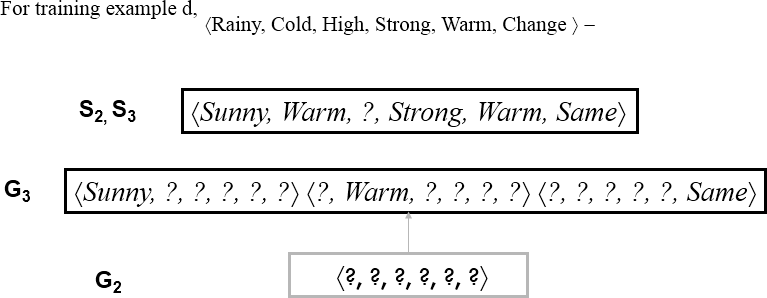 For training example d, ⟨Rainy, Cold, High, Strong, Warm, Change ⟩ –
S2, S3 ⟨Sunny, Warm, ?, Strong, Warm, Same⟩
G3 ⟨Sunny, ?, ?, ?, ?, ?⟩ ⟨?, Warm, ?, ?, ?, ?⟩ ⟨?, ?, ?, ?, ?, Same⟩
G2 ⟨?, ?, ?, ?, ?, ?⟩